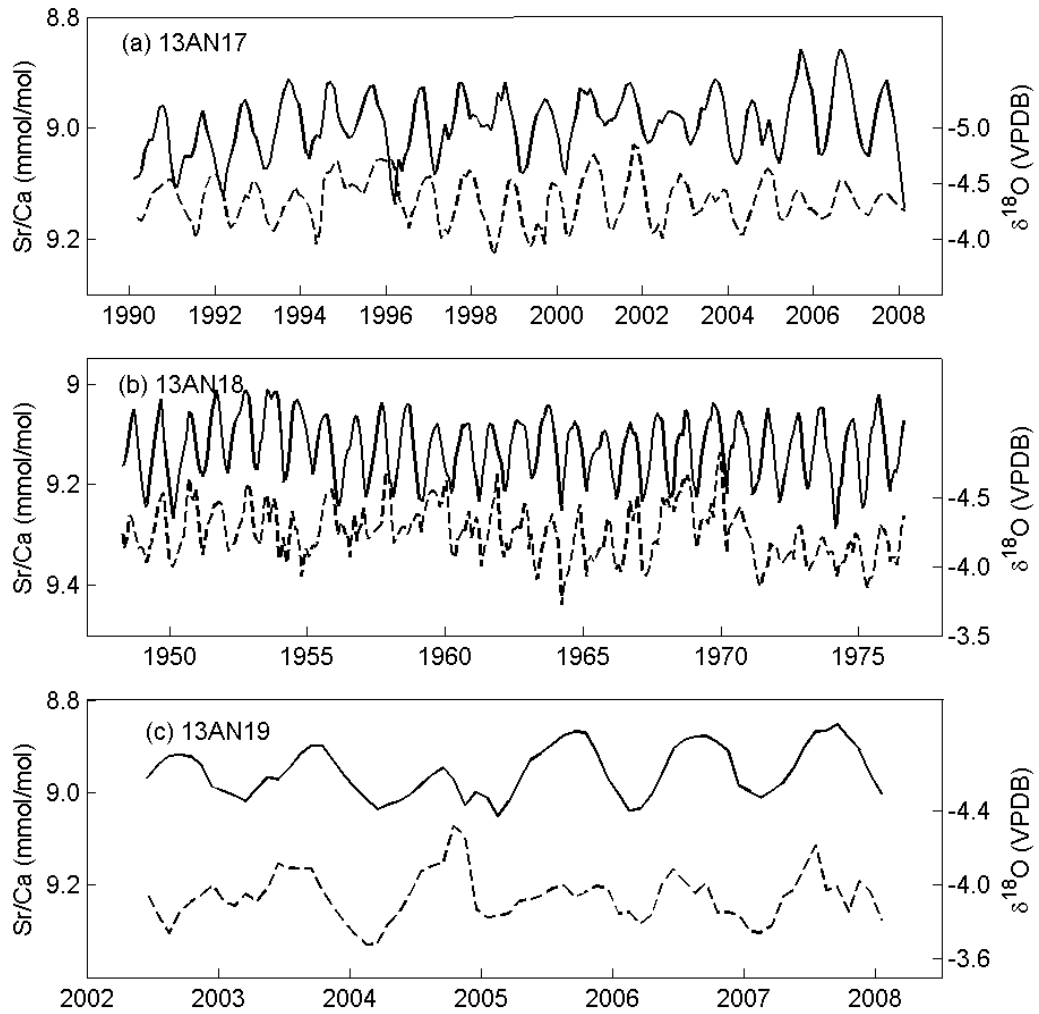 (a) 13AN17
Sr/Ca (mmol/mol)
8.8
9.0
9.2
δ18O (VPDB)
-5.0
-4.5
-4.0
1990 1992 1994 1996 1998 2000 2002 2004 2006 2008
(b) 13AN18
Sr/Ca (mmol/mol)
9
9.2
9.4
δ18O (VPDB)
-4.5
-4.0
-3.5
1950 1955 1960 1965 1970 1975
(c) 13AN19
Sr/Ca (mmol/mol)
8.8
9.0
9.2
δ18O (VPDB)
-4.4
-4.0
-3.6
2002 2003 2004 2005 2006 2007 2008